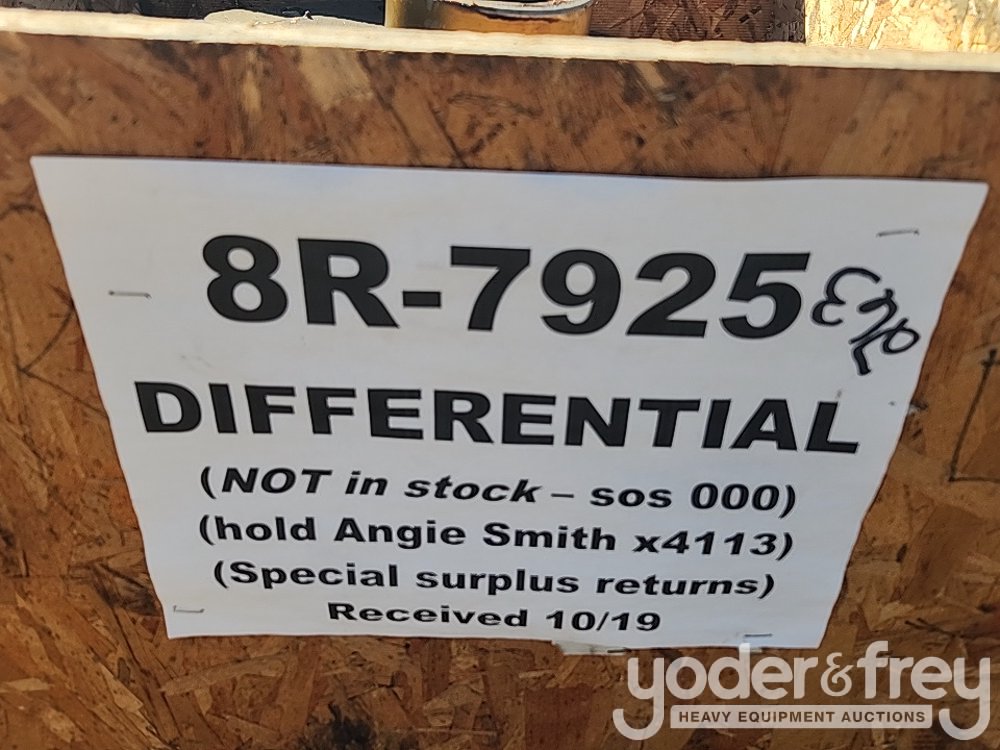 8R-7925
DIFFERENTIAL
(NOT in stock – sos 000)
(hold Angie Smith x4113)
(Special surplus returns)
Received 10/19
yoder&frey
HEAVY EQUIPMENT AUCTIONS